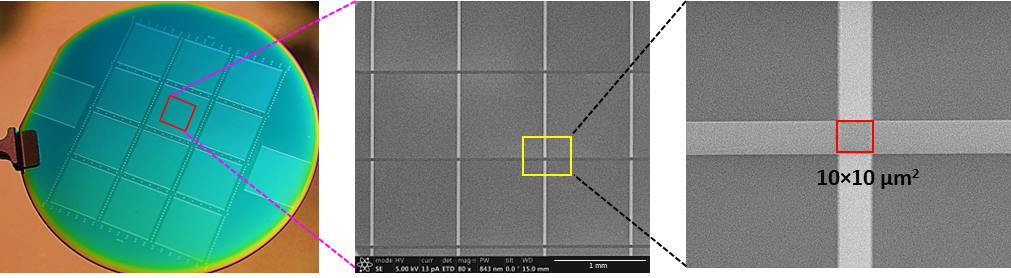 10×10 μm²
mode HV curr det mag≡ FW tilt WD
SE 5.00 kV 13 pA ETD 80 x 843 nm 0.0 ° 15.0 mm
1 mm